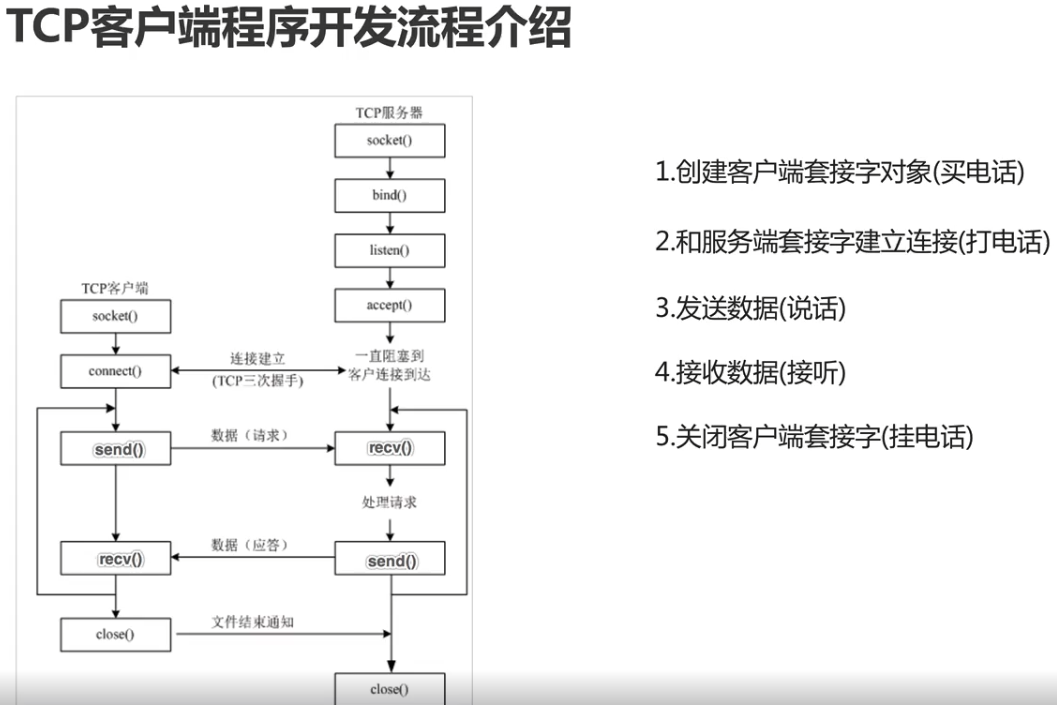 TCP客户端程序开发流程介绍
TCP服务器
socket()
bind()
listen()
accept()
一直阻塞到
客户连接到达
TCP客户端
socket()
connect()
连接建立
(TCP三次握手)
send()
数据（请求）
recv()
处理请求
recv()
数据（应答）
send()
close()
文件结束通知
close()
1.创建客户端套接字对象(买电话)
2.和服务端套接字建立连接(打电话)
3.发送数据(说话)
4.接收数据(接听)
5.关闭客户端套接字(挂电话)